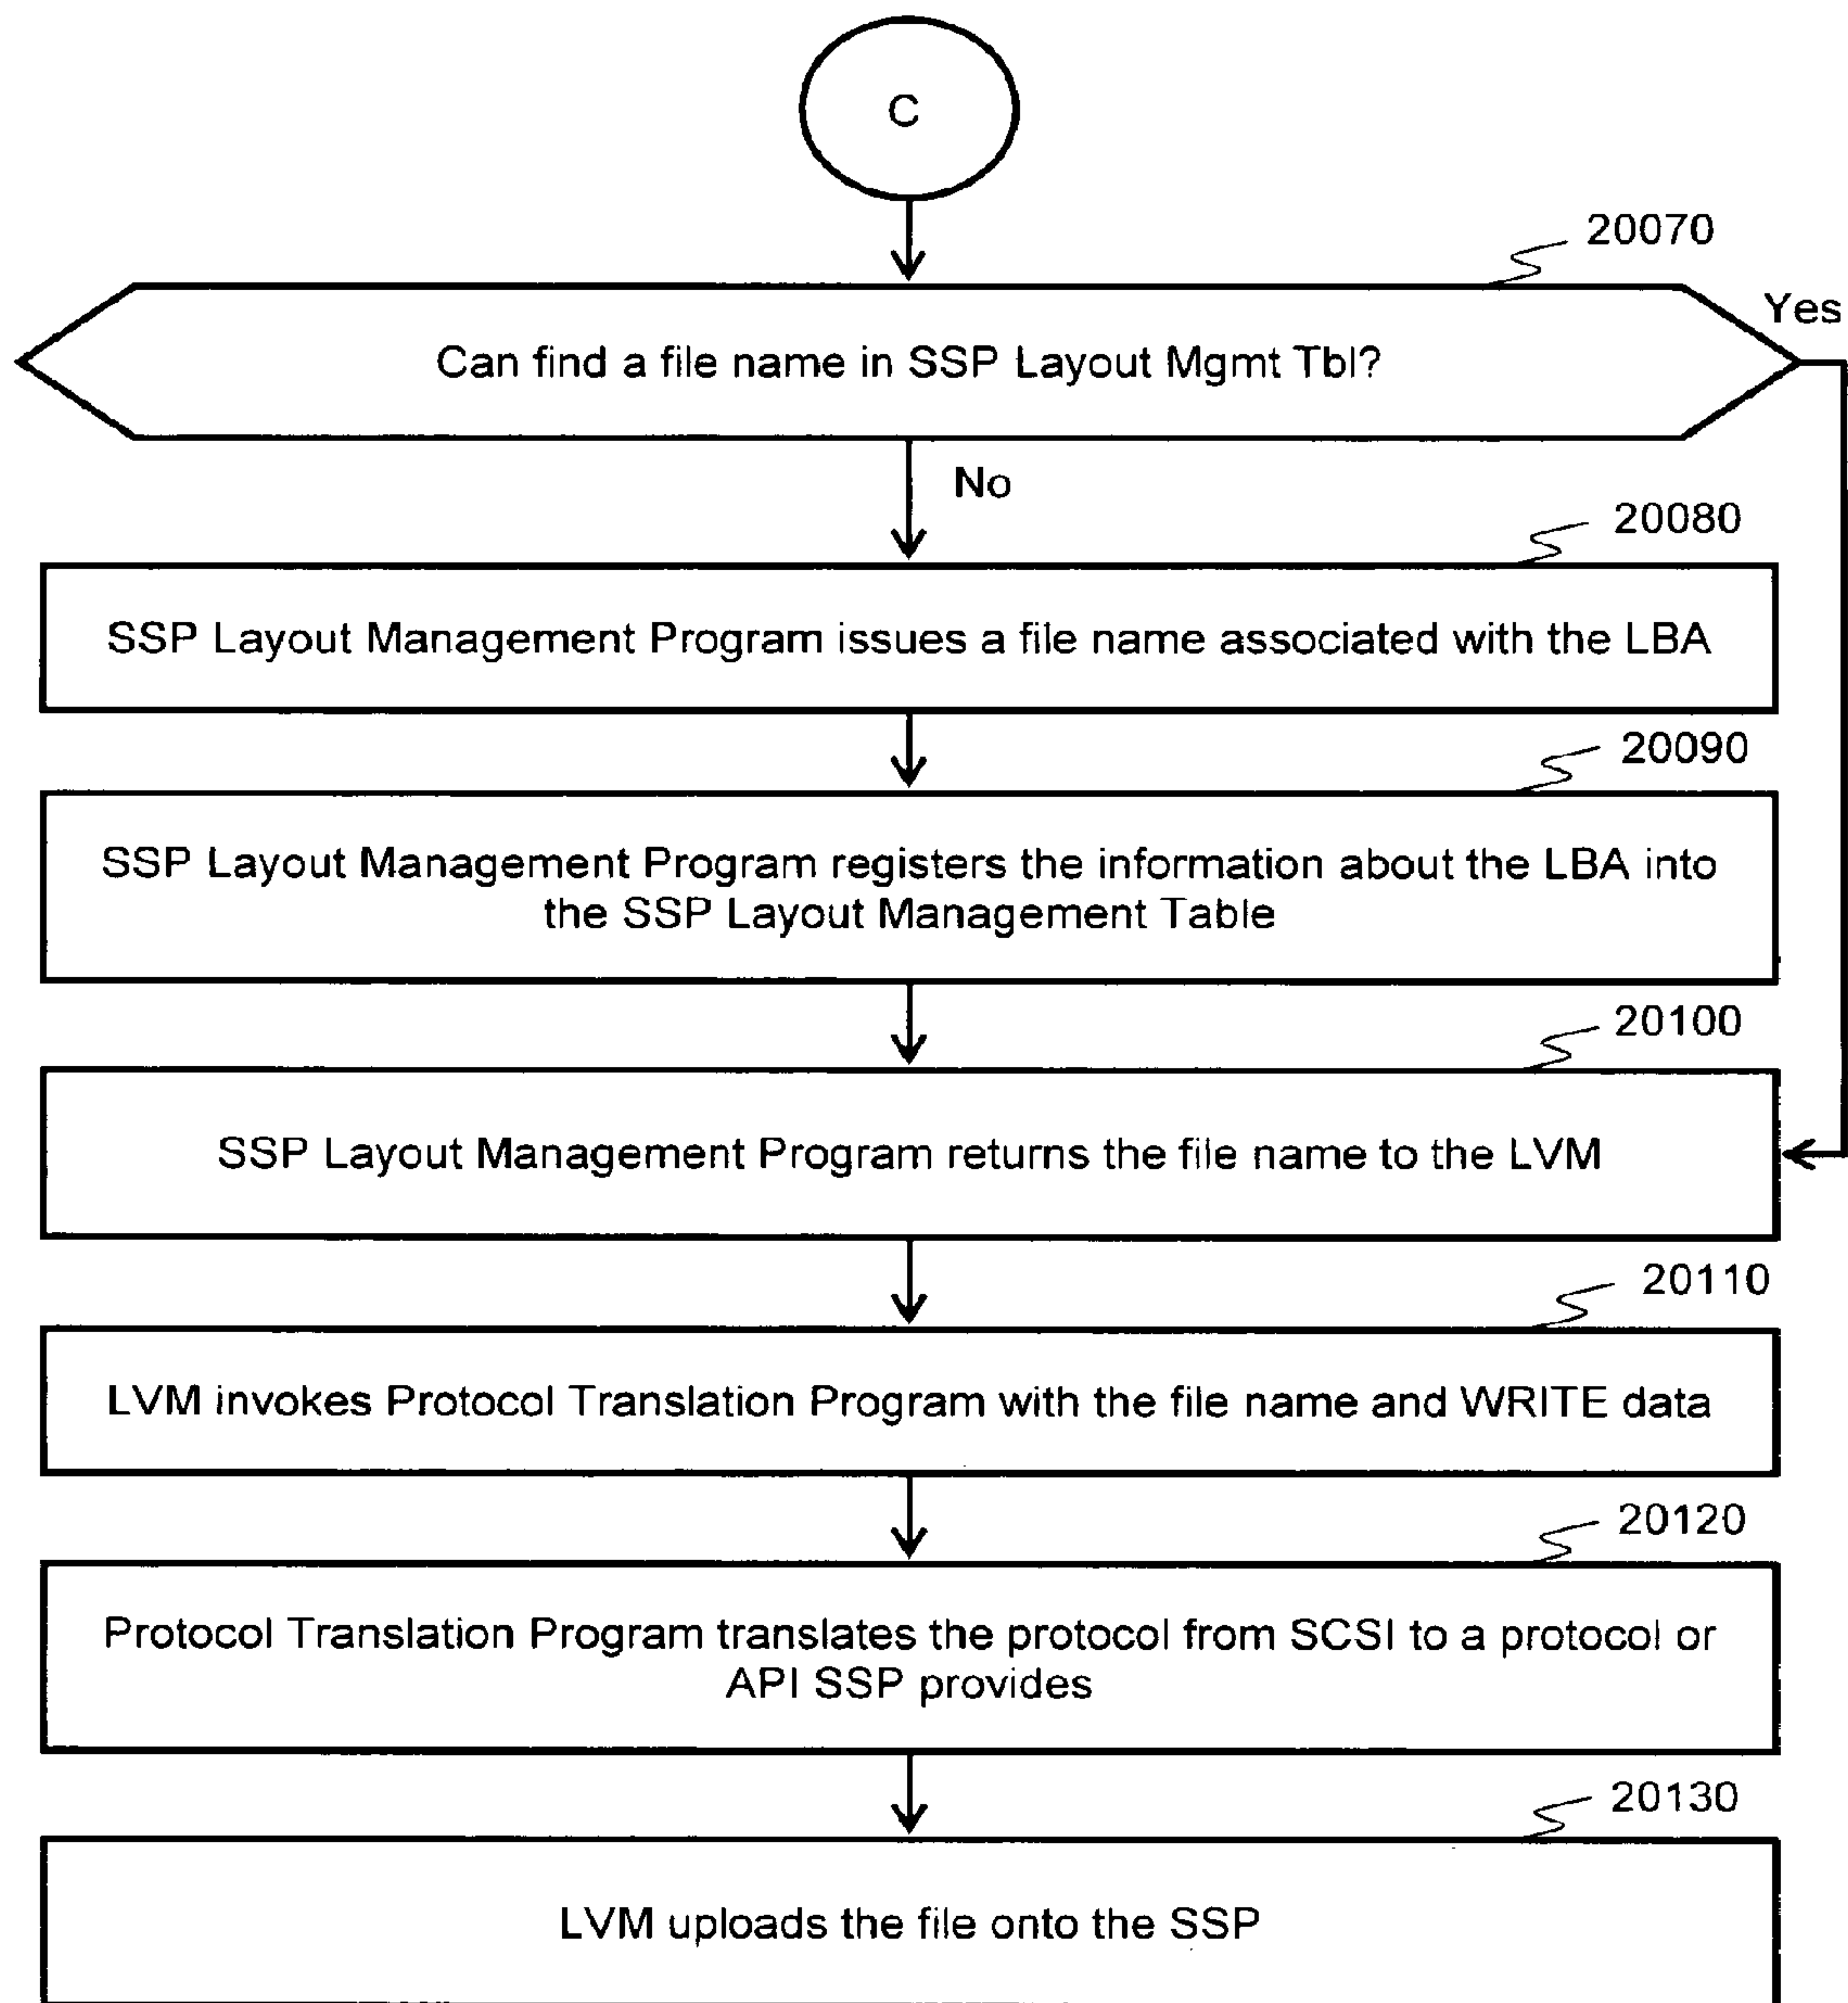 C
20070
Yes
Can find a file name in SSP Layout Mgmt Tbl?
No
20080
SSP Layout Management Program issues a file name associated with the LBA
20090
SSP Layout Management Program registers the information about the LBA into
the SSP Layout Management Table
20100
SSP Layout Management Program returns the file name to the LVM
20110
LVM invokes Protocol Translation Program with the file name and WRITE data
20120
Protocol Translation Program translates the protocol from SCSI to a protocol or
API SSP provides
20130
LVM uploads the file onto the SSP